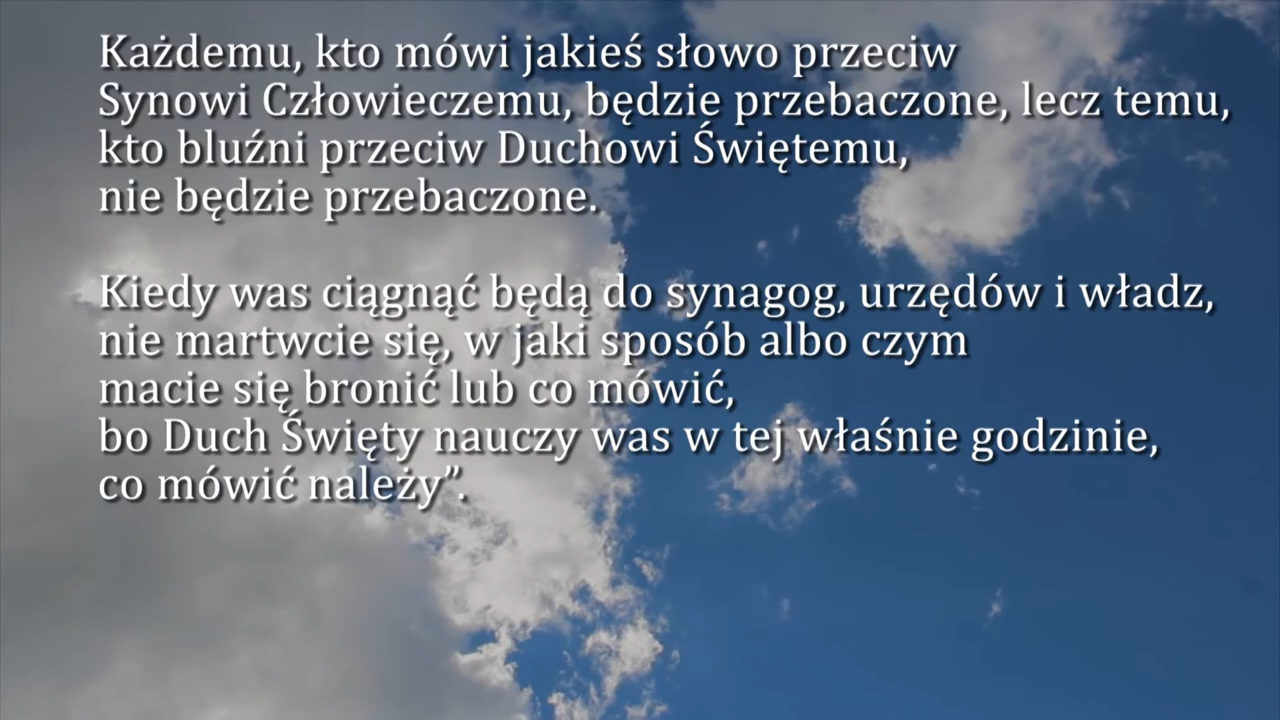 Każdemu, kto mówi jakieś słowo przeciw
Synowi Człowieczemu, będzie przebaczone, lecz temu,
kto bluźni przeciw Duchowi Świętemu,
nie będzie przebaczone.
Kiedy was ciągnąć będą do synagog, urzędów i władz,
nie martwcie się, w jaki sposób albo czym
macie się bronić lub co mówić,
bo Duch Święty nauczy was w tej właśnie godzinie,
co mówić należy”.